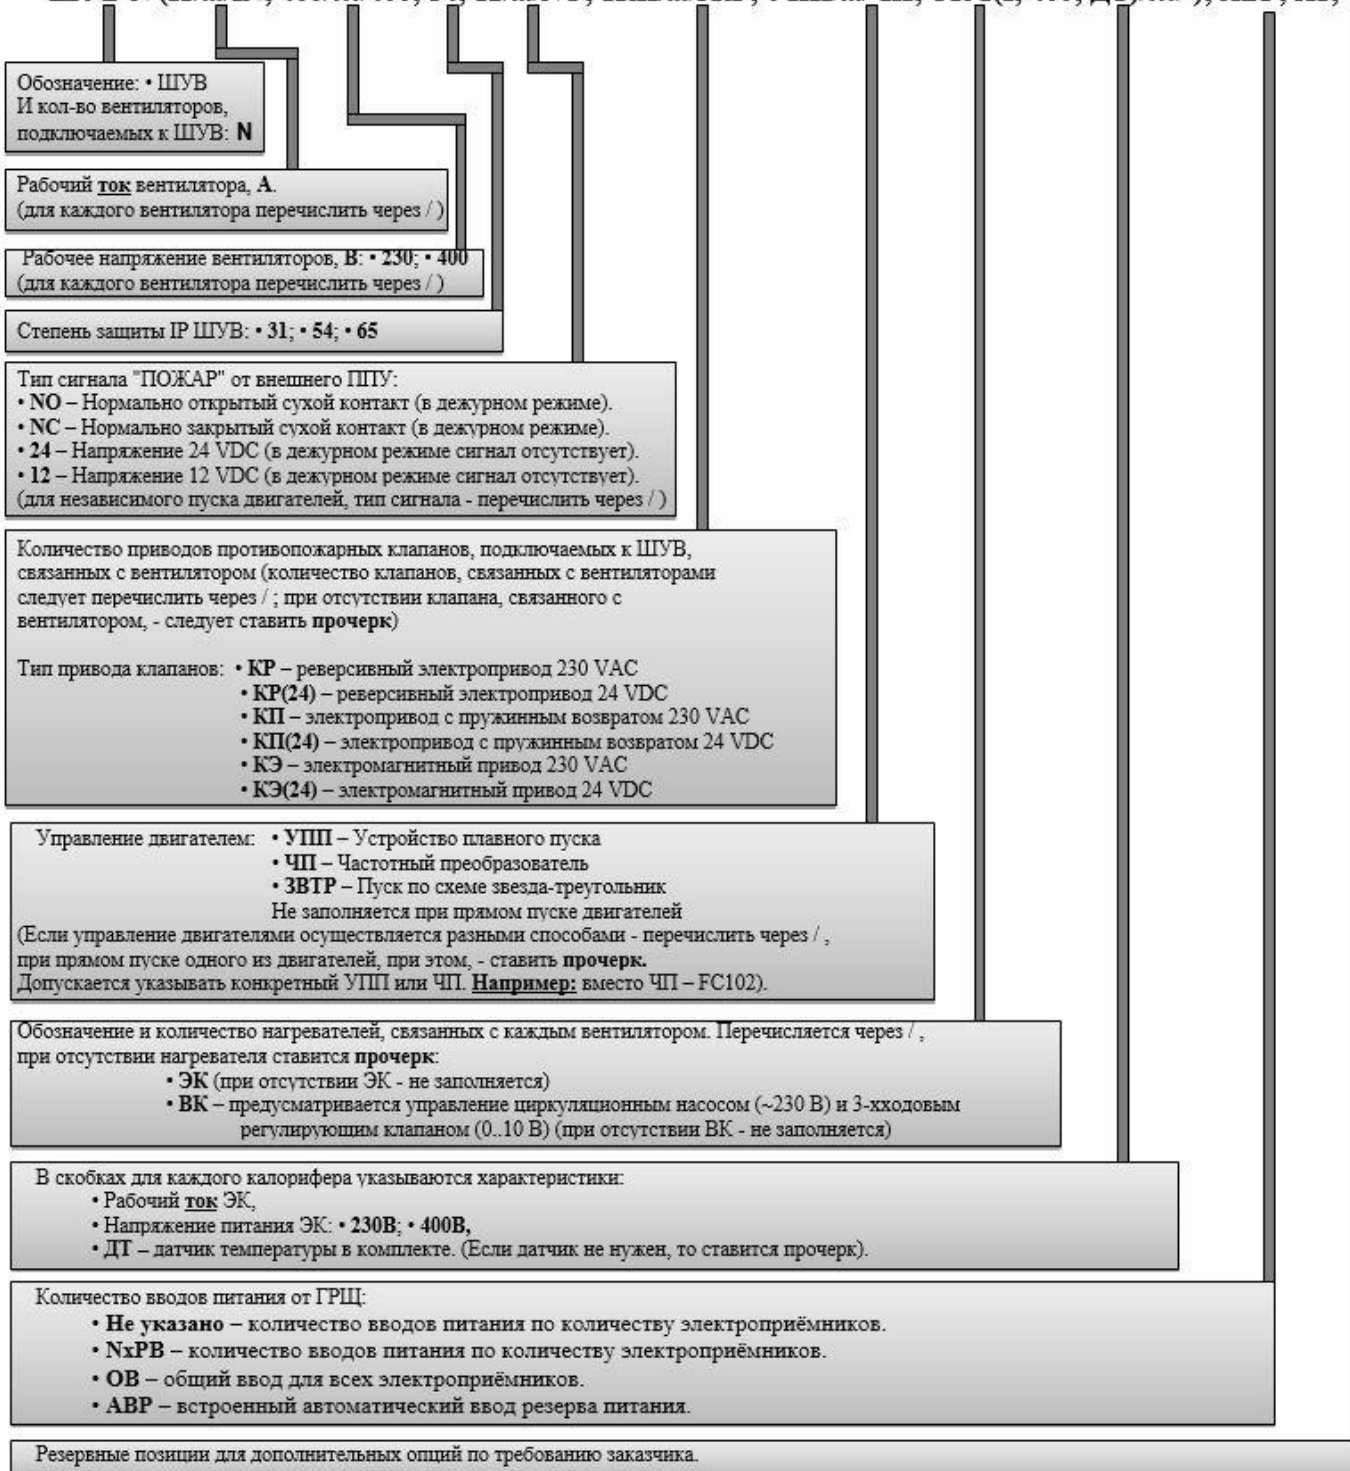 Обозначение: • ШУВ
И кол-во вентиляторов,
подключаемых к ШУВ: N
Рабочий ток вентилятора, А.
(для каждого вентилятора перечислить через / )
Рабочее напряжение вентиляторов, В: • 230; • 400
(для каждого вентилятора перечислить через / )
Степень защиты IP ШУВ: • 31; • 54; • 65
Тип сигнала "ПОЖАР" от внешнего ППУ:
• NO – Нормально открытый сухой контакт (в дежурном режиме).
• NC – Нормально закрытый сухой контакт (в дежурном режиме).
• 24 – Напряжение 24 VDC (в дежурном режиме сигнал отсутствует).
• 12 – Напряжение 12 VDC (в дежурном режиме сигнал отсутствует).
(для независимого пуска двигателей, тип сигнала - перечислить через / )
Количество приводов противопожарных клапанов, подключаемых к ШУВ,
связанных с вентилятором (количество клапанов, связанных с вентиляторами
следует перечислить через / ; при отсутствии клапана, связанного с
вентилятором, - следует ставить прочерк)
Тип привода клапанов: • КР – реверсивный электропривод 230 VAC
• КР(24) – реверсивный электропривод 24 VDC
• КП – электропривод с пружинным возвратом 230 VAC
• КП(24) – электропривод с пружинным возвратом 24 VDC
• КЭ – электромагнитный привод 230 VAC
• КЭ(24) – электромагнитный привод 24 VDC
Управление двигателем: • УПП – Устройство плавного пуска
• ЧП – Частотный преобразователь
• ЗВТР – Пуск по схеме звезда-треугольник
Не заполняется при прямом пуске двигателей
(Если управление двигателями осуществляется разными способами - перечислить через / ,
при прямом пуске одного из двигателей, при этом, - ставить прочерк.
Допускается указывать конкретный УПП или ЧП. Например: вместо ЧП – FC102).
Обозначение и количество нагревателей, связанных с каждым вентилятором. Перечисляется через / ,
при отсутствии нагревателя ставится прочерк:
• ЭК (при отсутствии ЭК - не заполняется)
• ВК – предусматривается управление циркуляционным насосом (~230 В) и 3-хходовым
регулирующим клапаном (0..10 В) (при отсутствии ВК - не заполняется)
В скобках для каждого калорифера указываются характеристики:
• Рабочий ток ЭК,
• Напряжение питания ЭК: • 230В; • 400В,
• ДТ – датчик температуры в комплекте. (Если датчик не нужен, то ставится прочерк).
Количество вводов питания от ГРЩ:
• Не указано – количество вводов питания по количеству электроприёмников.
• NxРВ – количество вводов питания по количеству электроприёмников.
• ОВ – общий ввод для всех электроприёмников.
• АВР – встроенный автоматический ввод резерва питания.
Резервные позиции для дополнительных опций по требованию заказчика.